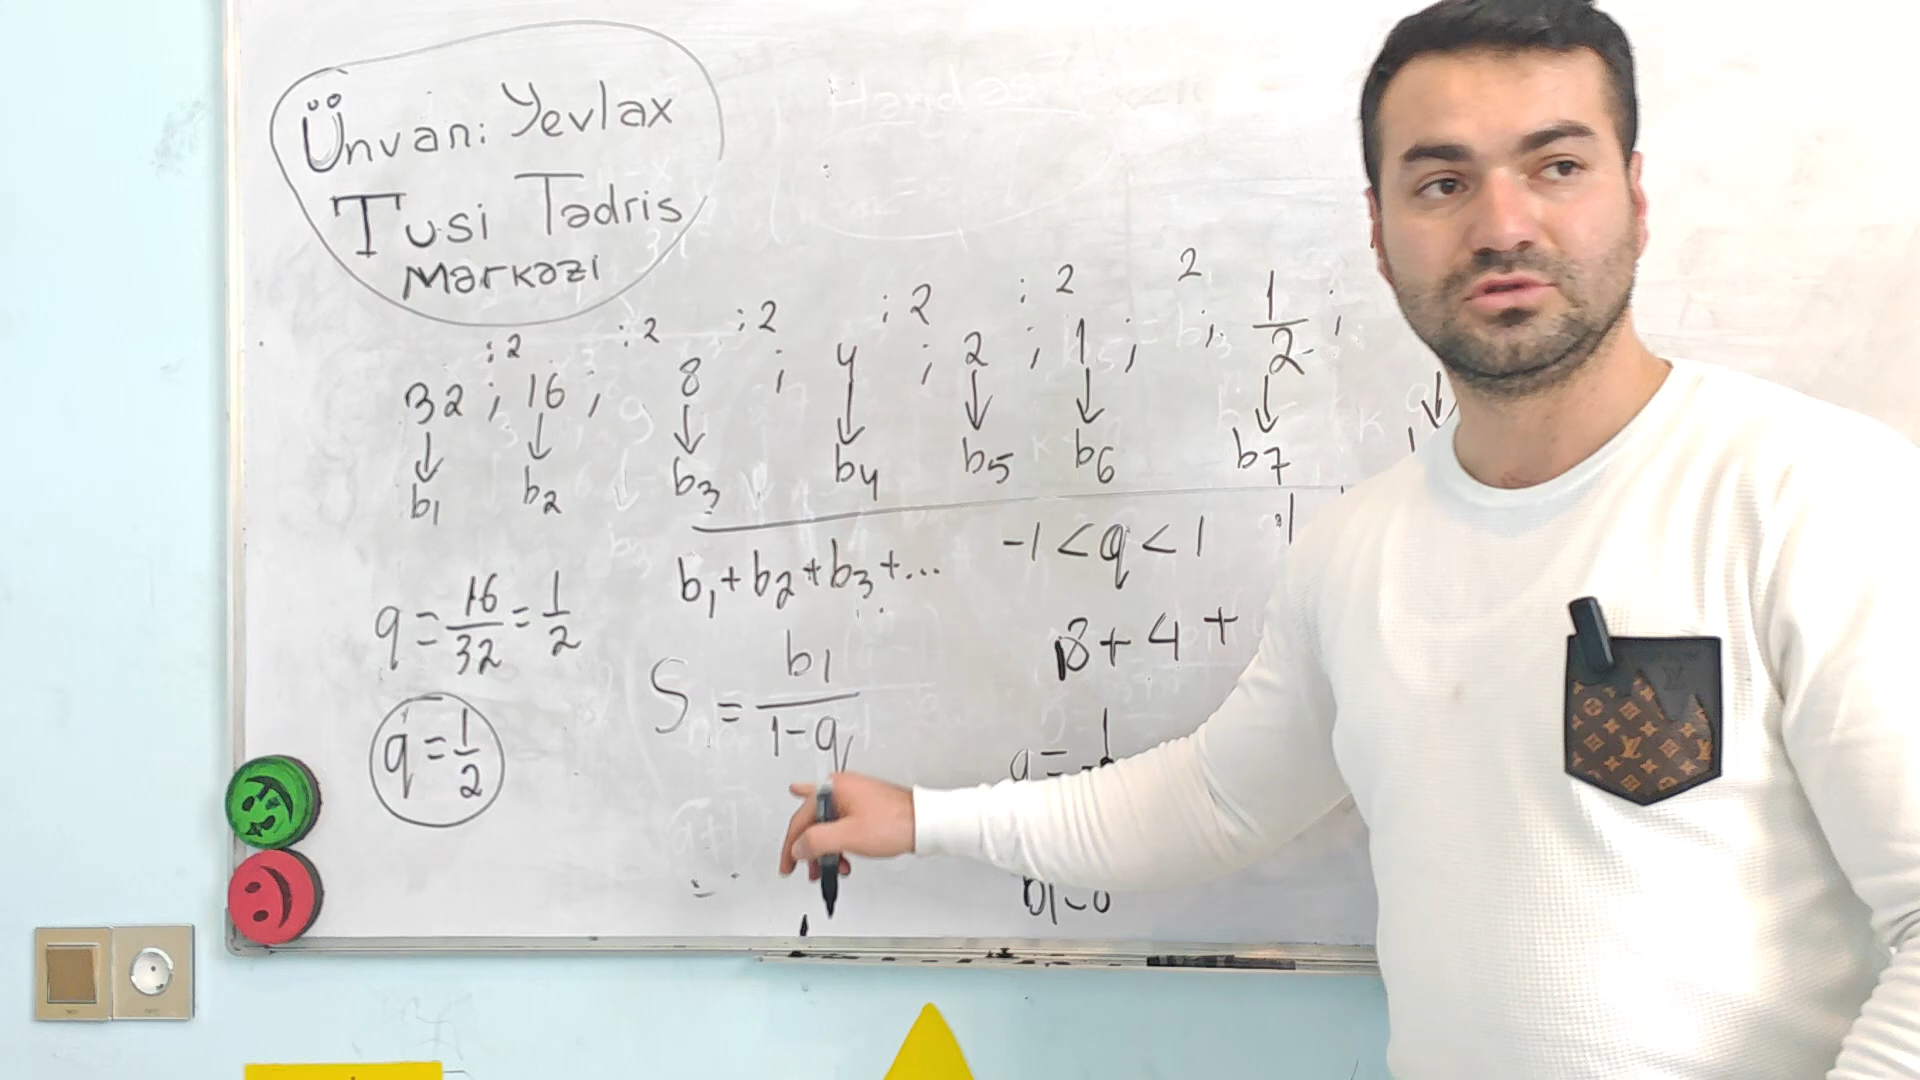 Ünvan: Yevlax
Tusi Tədris
Mərkəzi
:2 :2 :2 :2 :2 2
32 ; 16 ; 8 ; 4 ; 2 ; 1 ; ; 1/2 ;
b1 b2 b3 b4 b5 b6 b7
q = 16/32 = 1/2
q = 1/2
b1 + b2 + b3 + ...
S = b1/1-q
-1 < q < 1
8 + 4 +